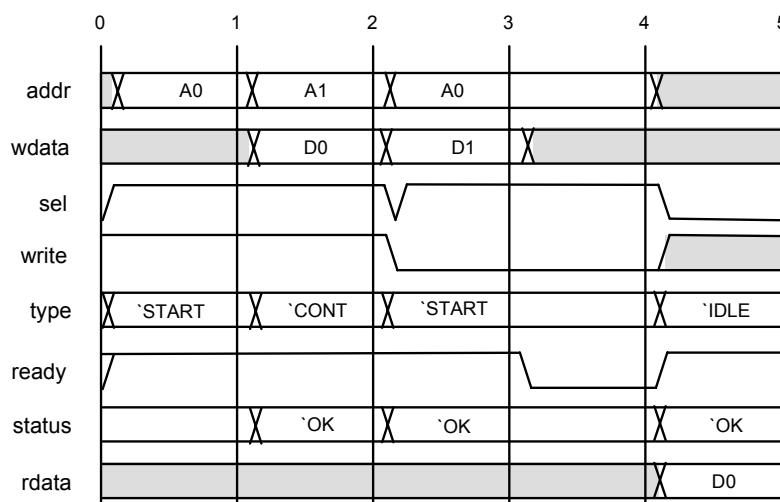 0 1 2 3 4 5
addr A0 A1 A0
wdata D0 D1
sel
write
type `START `CONT `START `IDLE
ready
status `OK `OK `OK
rdata D0